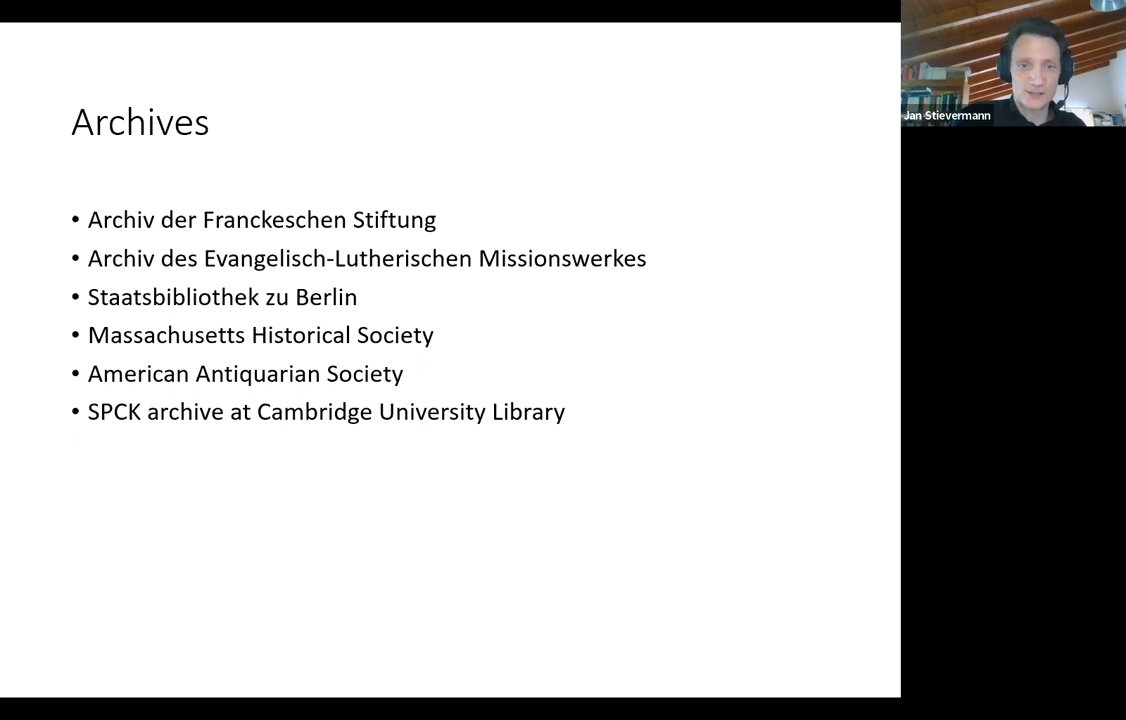 Archives
• Archiv der Franckeschen Stiftung
• Archiv des Evangelisch-Lutherischen Missionswerkes
• Staatsbibliothek zu Berlin
• Massachusetts Historical Society
• American Antiquarian Society
• SPCK archive at Cambridge University Library
Jan Stievermann